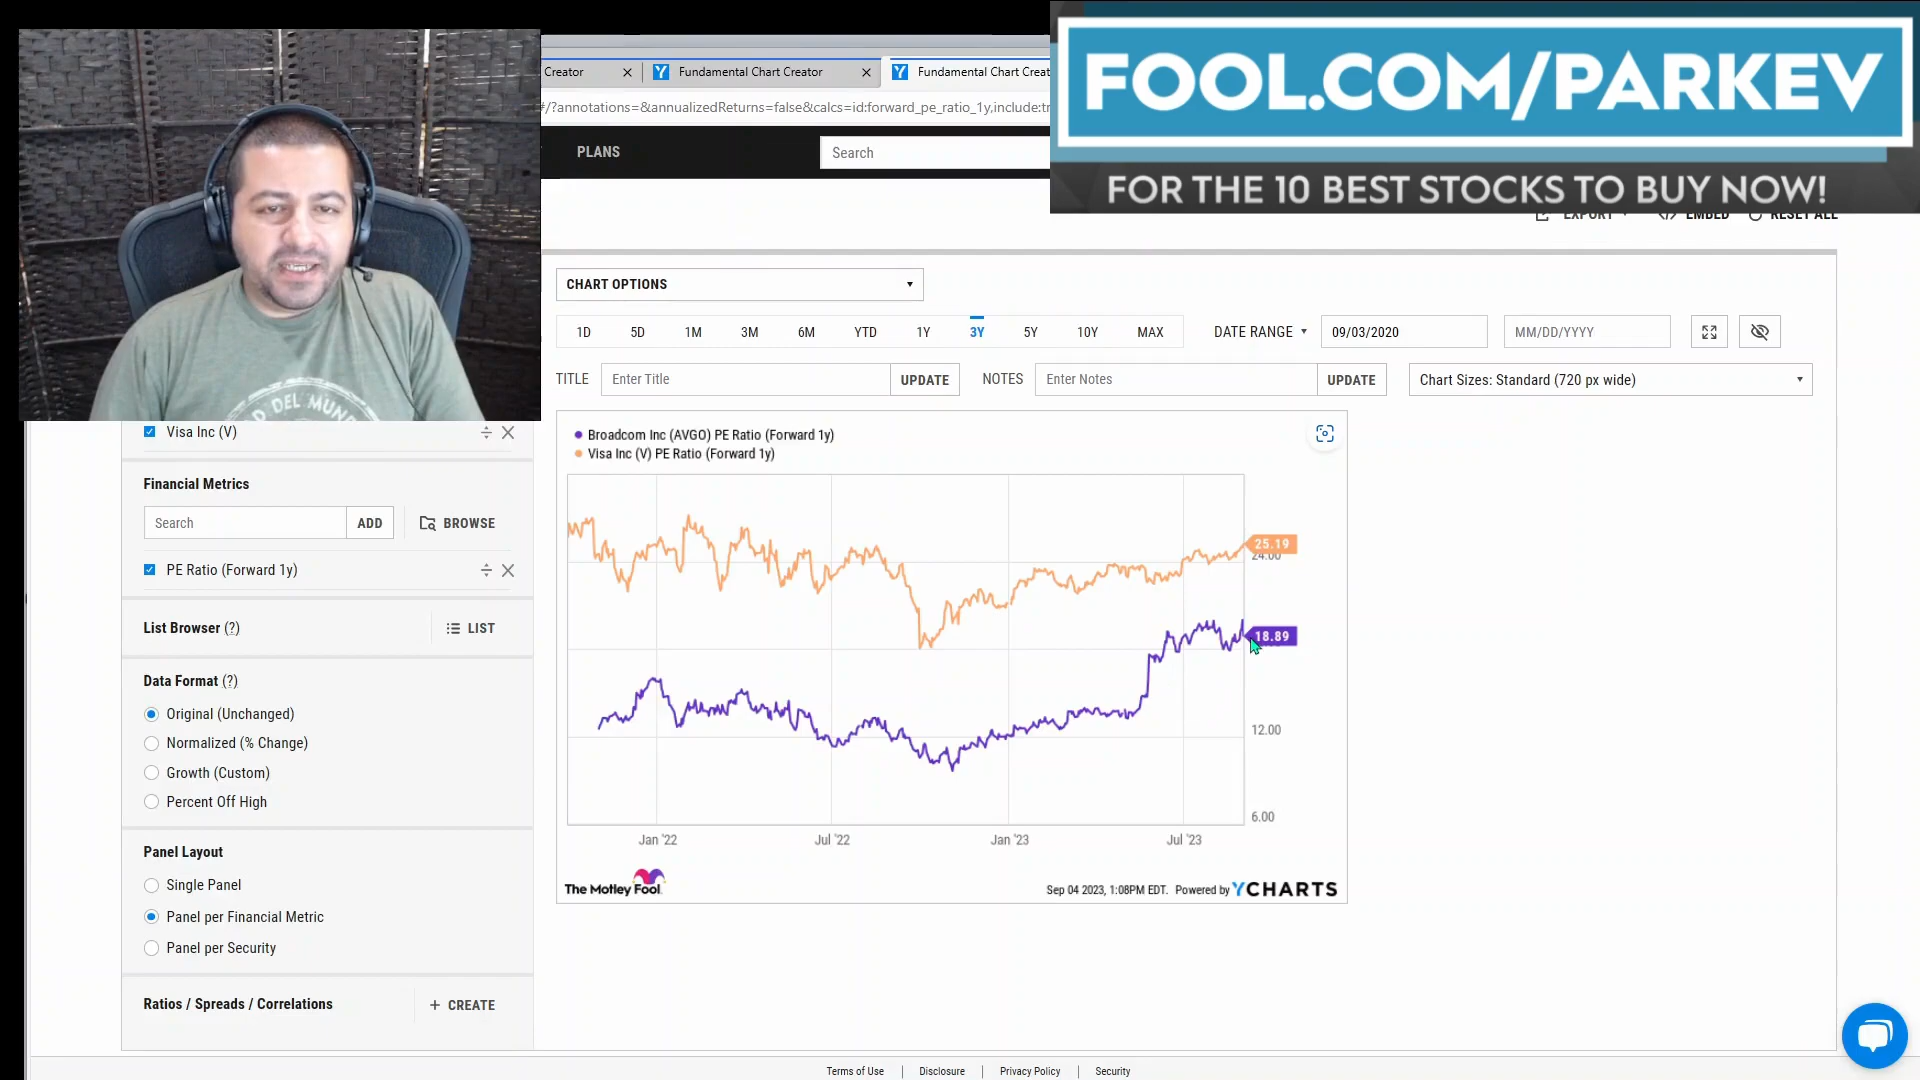 FOOL.COM/PARKEV
FOR THE 10 BEST STOCKS TO BUY NOW!
Creator
Fundamental Chart Creator
Fundamental Chart Creat
#/?annotations=&annualizedReturns=false&calcs=id:forward_pe_ratio_1y,include:tr
PLANS
Search
EXPORT
EMBED
RESET ALL
CHART OPTIONS
1D 5D 1M 3M 6M YTD 1Y 3Y 5Y 10Y MAX DATE RANGE 09/03/2020 MM/DD/YYYY
TITLE Enter Title UPDATE NOTES Enter Notes UPDATE Chart Sizes: Standard (720 px wide)
Visa Inc (V)
Financial Metrics
Search ADD BROWSE
PE Ratio (Forward 1y)
List Browser (?) LIST
Data Format (?)
Original (Unchanged)
Normalized (% Change)
Growth (Custom)
Percent Off High
Panel Layout
Single Panel
Panel per Financial Metric
Panel per Security
Ratios / Spreads / Correlations + CREATE
Broadcom Inc (AVGO) PE Ratio (Forward 1y)
Visa Inc (V) PE Ratio (Forward 1y)
25.19
24.00
18.89
12.00
6.00
Jan '22 Jul '22 Jan '23 Jul '23
The Motley Fool Sep 04 2023, 1:08PM EDT. Powered by YCHARTS
Terms of Use | Disclosure | Privacy Policy | Security